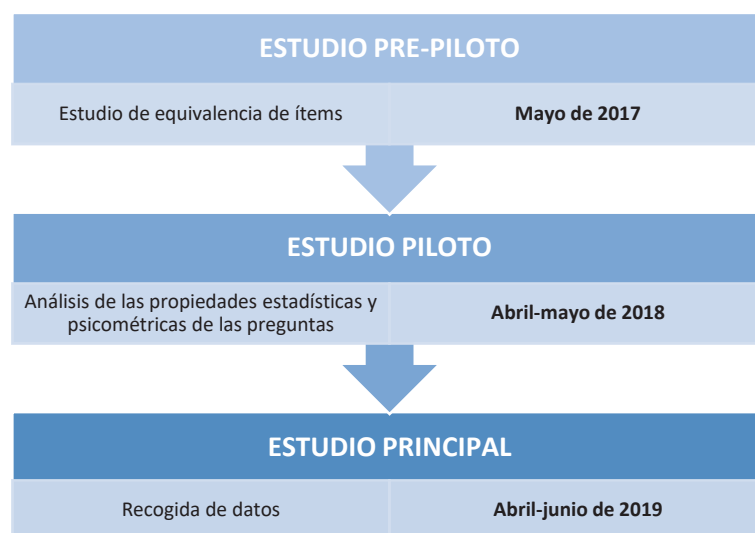 ESTUDIO PRE-PILOTO
Estudio de equivalencia de ítems
Mayo de 2017
ESTUDIO PILOTO
Análisis de las propiedades estadísticas y
psicométricas de las preguntas
Abril-mayo de 2018
ESTUDIO PRINCIPAL
Recogida de datos
Abril-junio de 2019